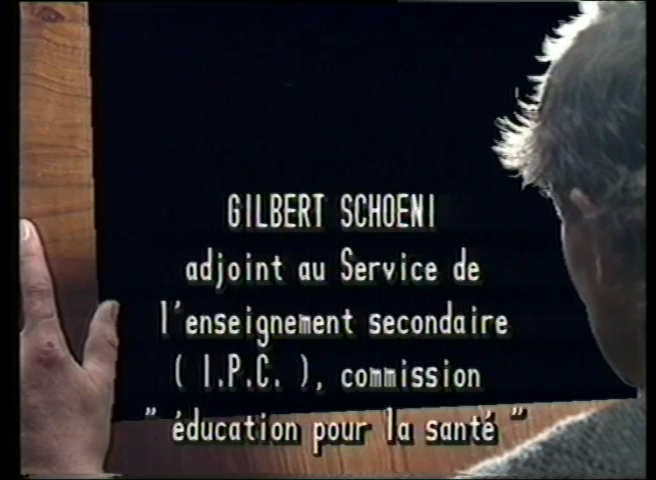 GILBERT SCHOENI
adjoint au Service de
l'enseignement secondaire
( I.P.C. ), commission
" éducation pour la santé "